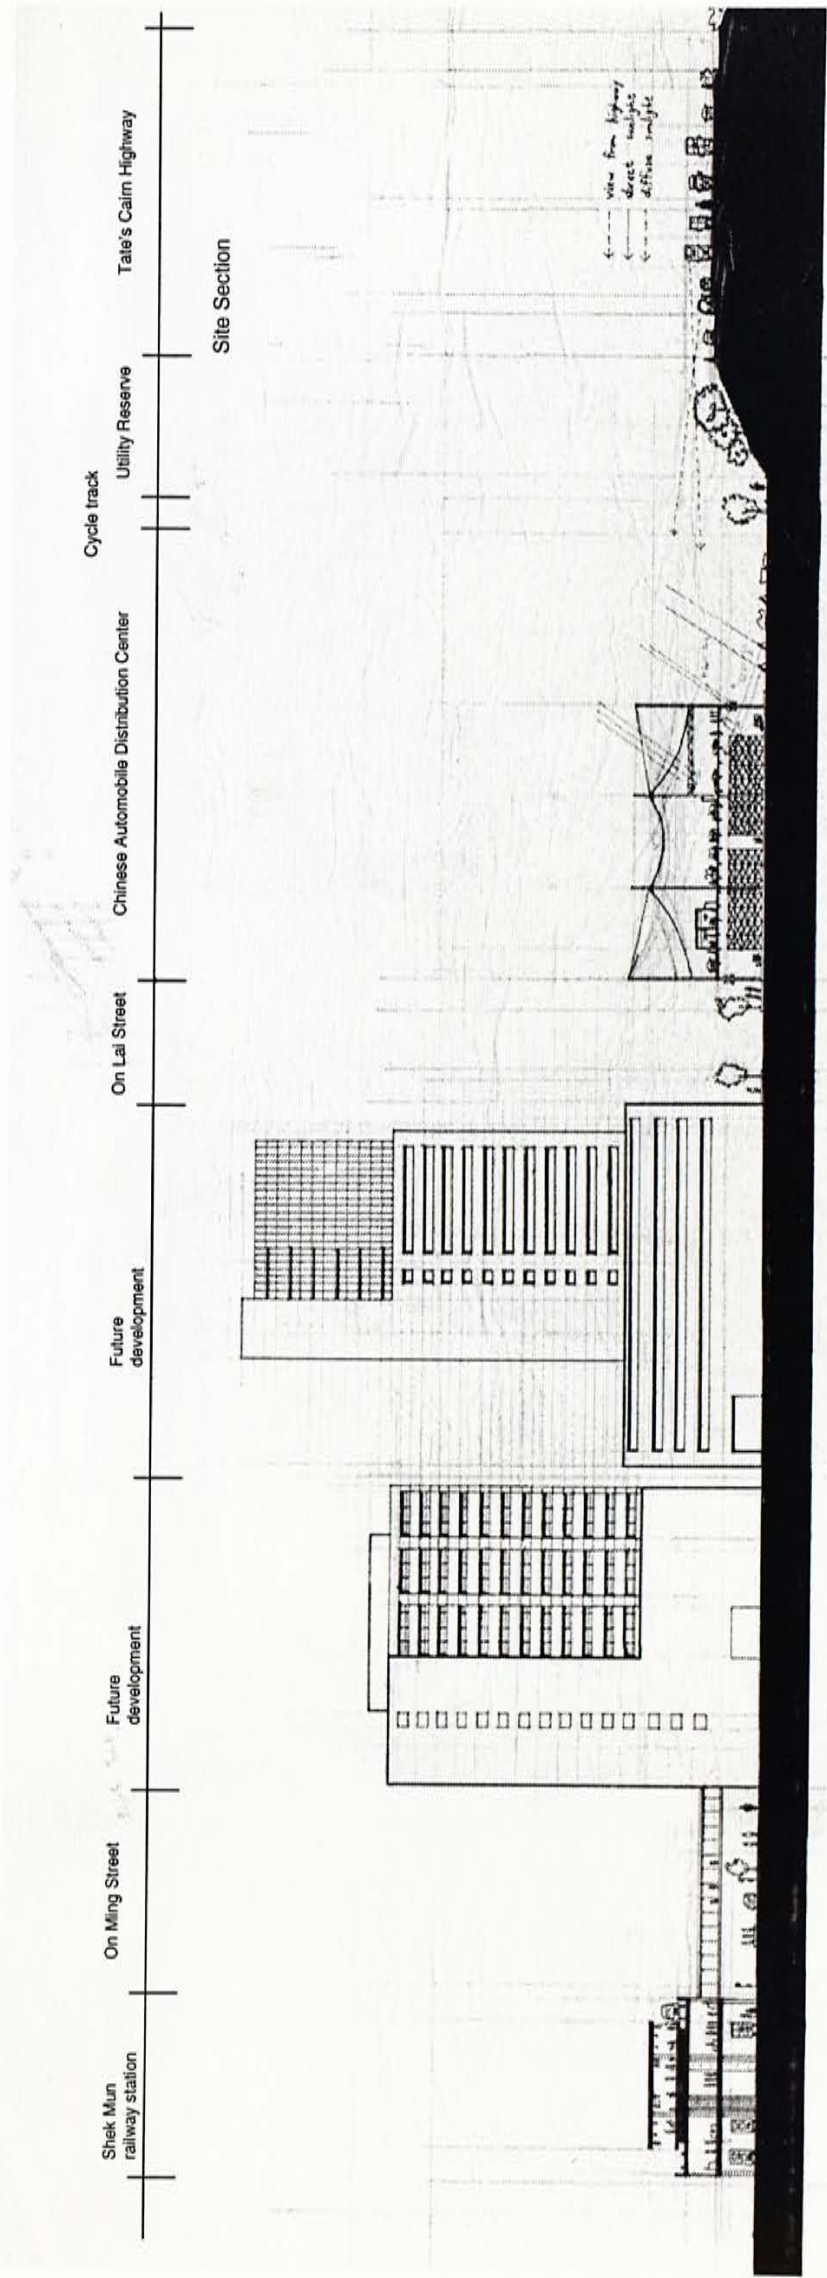 Shek Mun
railway station
On Ming Street
Future
development
Future
development
On Lai Street
Chinese Automobile Distribution Center
Cycle track
Utility Reserve
Tate's Cairn Highway
Site Section
view from highway
direct sunlight
diffuse sunlight